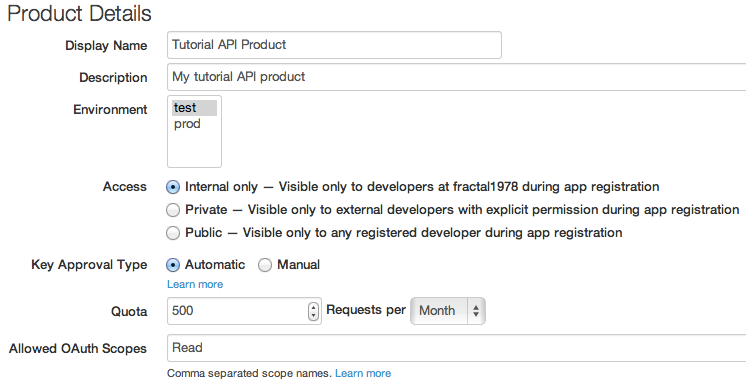 Product Details
Display Name Tutorial API Product
Description My tutorial API product
Environment test
prod
Access Internal only — Visible only to developers at fractal1978 during app registration
Private — Visible only to external developers with explicit permission during app registration
Public — Visible only to any registered developer during app registration
Key Approval Type Automatic Manual
Learn more
Quota 500 Requests per Month
Allowed OAuth Scopes Read
Comma separated scope names. Learn more